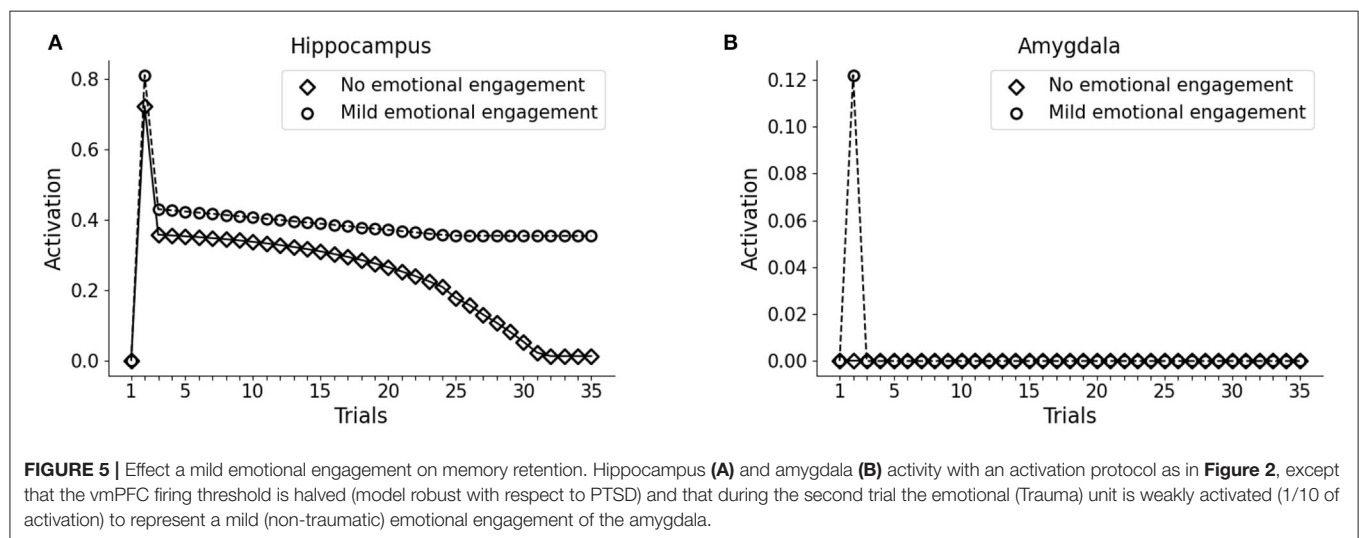 A
Hippocampus
No emotional engagement
Mild emotional engagement
Activation
0.8
0.6
0.4
0.2
0.0
1 5 10 15 20 25 30 35
Trials
B
Amygdala
No emotional engagement
Mild emotional engagement
Activation
0.12
0.10
0.08
0.06
0.04
0.02
0.00
1 5 10 15 20 25 30 35
Trials
FIGURE 5 | Effect a mild emotional engagement on memory retention. Hippocampus (A) and amygdala (B) activity with an activation protocol as in Figure 2, except
that the vmPFC firing threshold is halved (model robust with respect to PTSD) and that during the second trial the emotional (Trauma) unit is weakly activated (1/10 of
activation) to represent a mild (non-traumatic) emotional engagement of the amygdala.